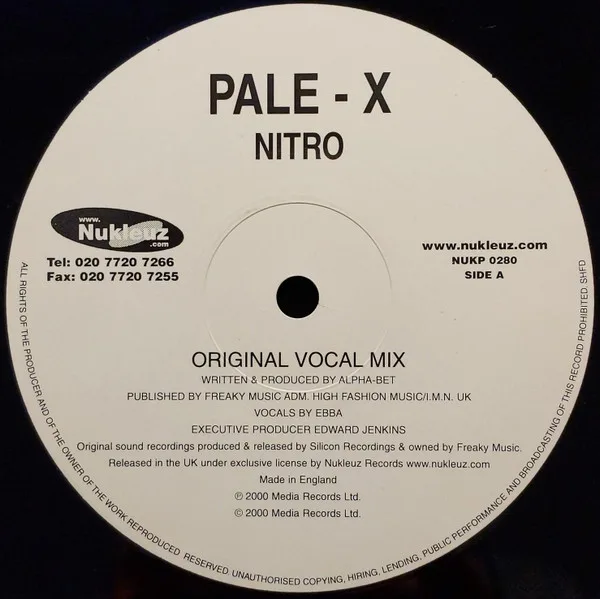 PALE - X
NITRO
www.
Nukleuz
.com
Tel: 020 7720 7266
Fax: 020 7720 7255
www.nukleuz.com
NUKP 0280
SIDE A
ORIGINAL VOCAL MIX
WRITTEN & PRODUCED BY ALPHA-BET
PUBLISHED BY FREAKY MUSIC ADM. HIGH FASHION MUSIC/I.M.N. UK
VOCALS BY EBBA
EXECUTIVE PRODUCER EDWARD JENKINS
Original sound recordings produced & released by Silicon Recordings & owned by Freaky Music.
Released in the UK under exclusive license by Nukleuz Records www.nukleuz.com
Made in England
℗ 2000 Media Records Ltd.
© 2000 Media Records Ltd.
ALL RIGHTS OF THE PRODUCER AND OF THE OWNER OF THE WORK REPRODUCED RESERVED UNAUTHORISED COPYING, HIRING, LENDING, PUBLIC PERFORMANCE AND BROADCASTING OF THIS RECORD PROHIBITED. SHFD